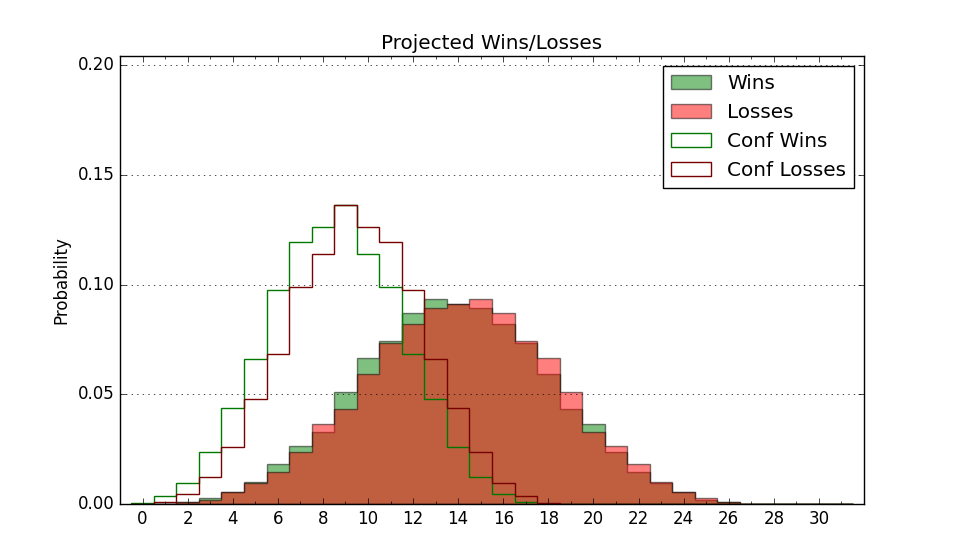 Projected Wins/Losses
Probability
0.20
0.15
0.10
0.05
0.00
Wins
Losses
Conf Wins
Conf Losses
0 2 4 6 8 10 12 14 16 18 20 22 24 26 28 30